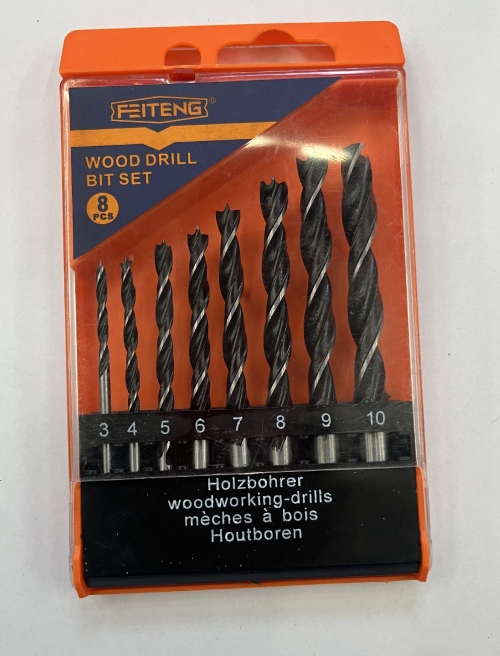 FEITENG®
WOOD DRILL
BIT SET
8
PCS
3 4 5 6 7 8 9 10
Holzbohrer
woodworking-drills
mèches à bois
Houtboren